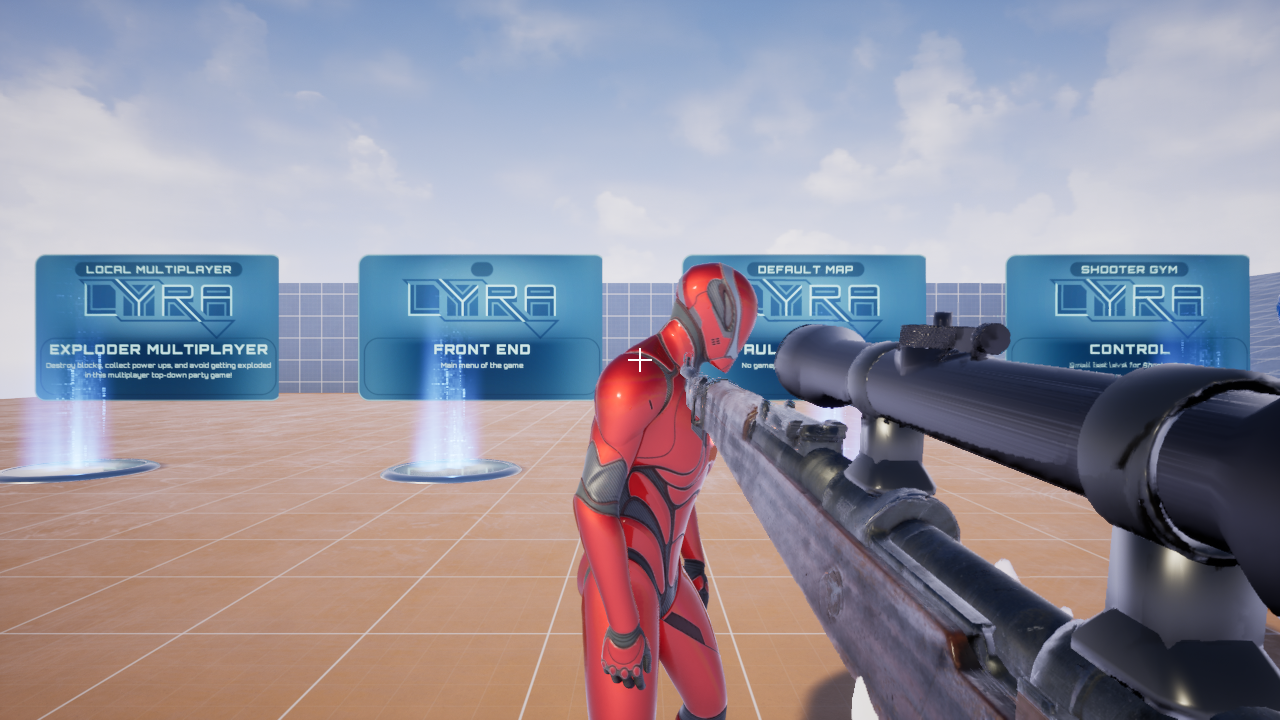 LOCAL MULTIPLAYER
LYRA
EXPLODER MULTIPLAYER
Destroy blocks, collect power ups, and avoid getting exploded
in this multiplayer top-down party game!
LYRA
FRONT END
Main menu of the game
DEFAULT MAP
LYRA
No
SHOOTER GYM
LYRA
CONTROL